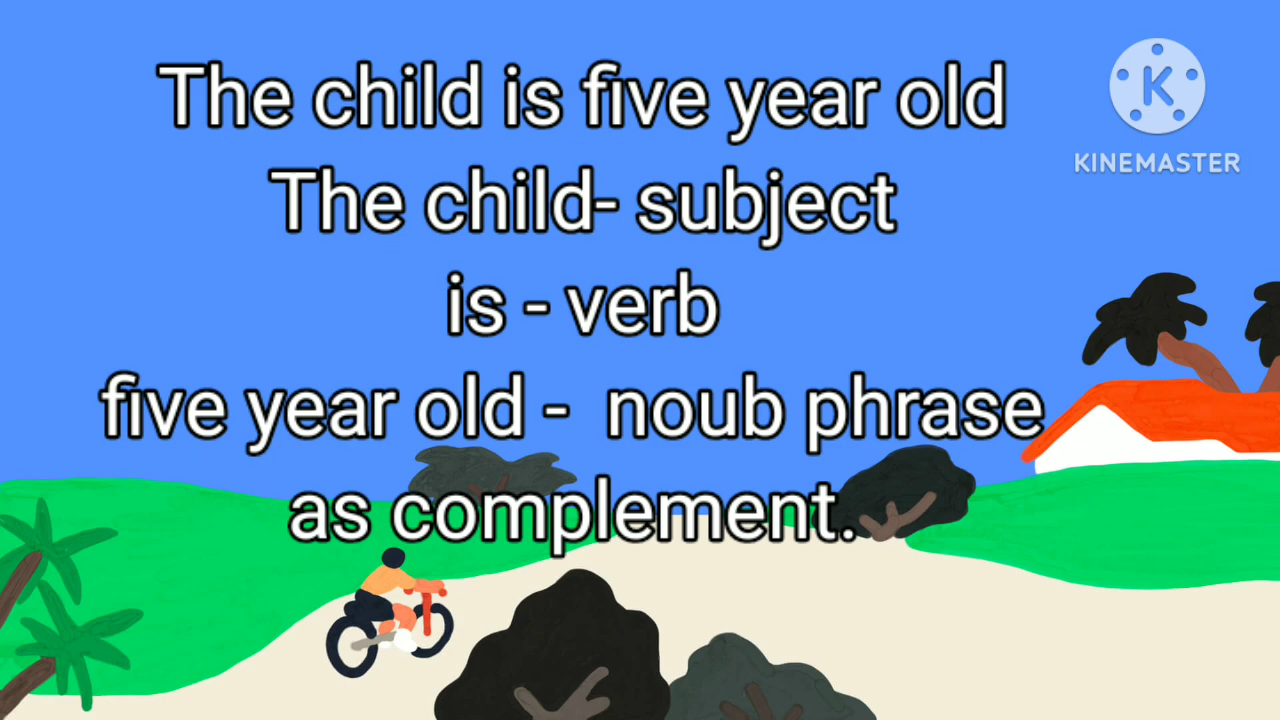 The child is five year old
The child- subject
is - verb
five year old - noub phrase
as complement.
K
KINEMASTER